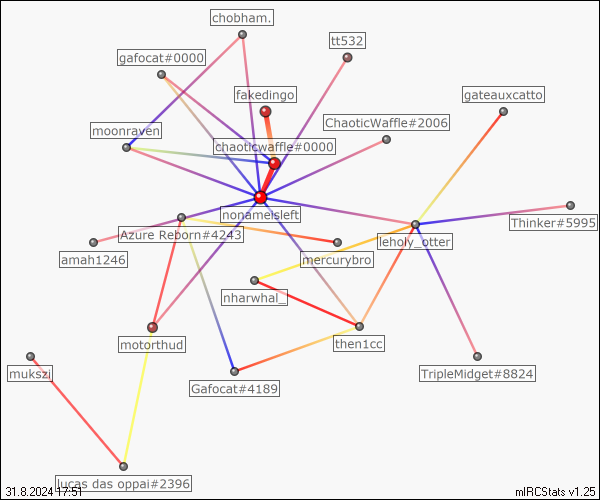 chobham.
tt532
gafocat#0000
fakedingo
gateauxcatto
ChaoticWaffle#2006
moonraven
chaoticwaffle#0000
nonameisleft
Thinker#5995
Azure Reborn#4243
leholy_otter
amah1246
mercurybro
nharwhal_
motorthud
then1cc
mukszi
Gafocat#4189
TripleMidget#8824
lucas das oppai#2396
31.8.2024 17:51
mIRCStats v1.25